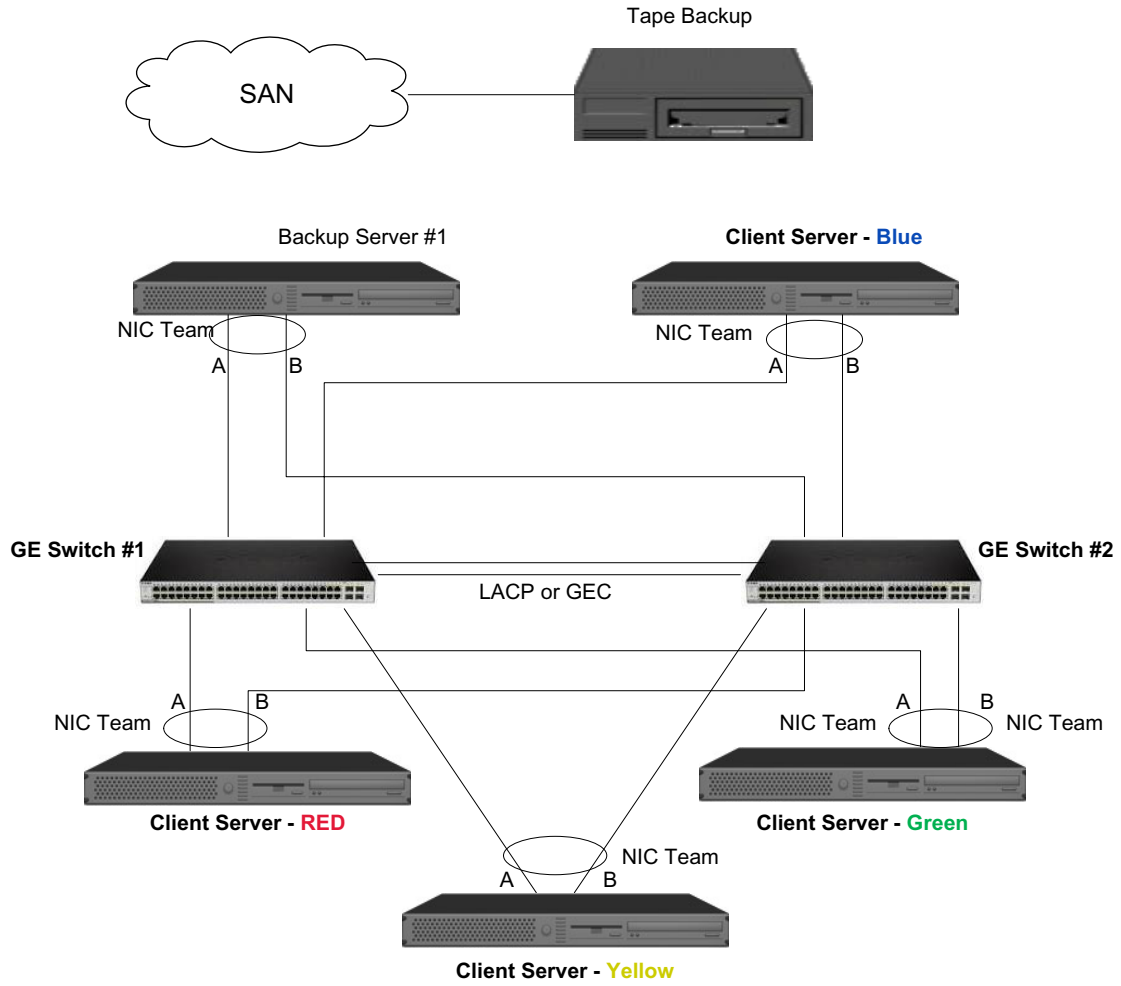 Tape Backup
SAN
Backup Server #1
Client Server - Blue
NIC Team
A
B
NIC Team
A
B
GE Switch #1
GE Switch #2
LACP or GEC
A
B
NIC Team
A
B
NIC Team
NIC Team
Client Server - RED
Client Server - Green
NIC Team
A
B
Client Server - Yellow